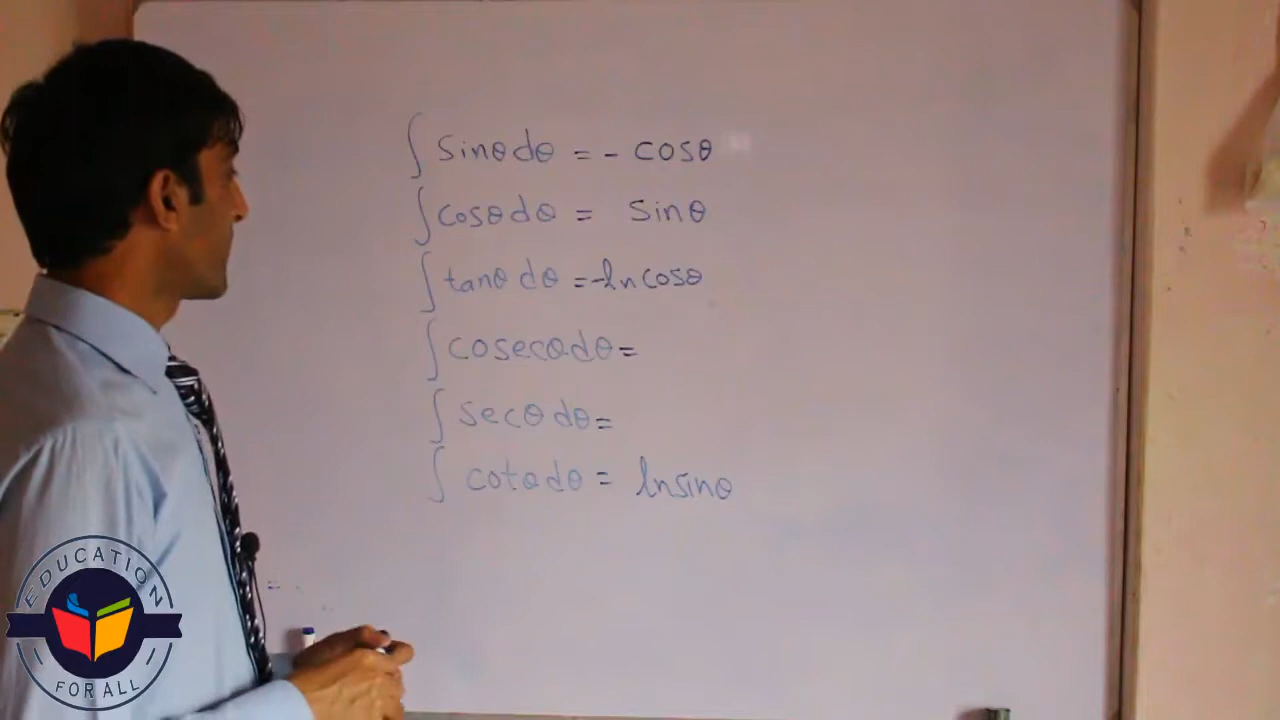 ∫ sinθ dθ = - cosθ
∫ cosθ dθ = sinθ
∫ tanθ dθ = -ln cosθ
∫ cosecθ dθ =
∫ secθ dθ =
∫ cotθ dθ = ln sinθ
EDUCATION
FOR ALL